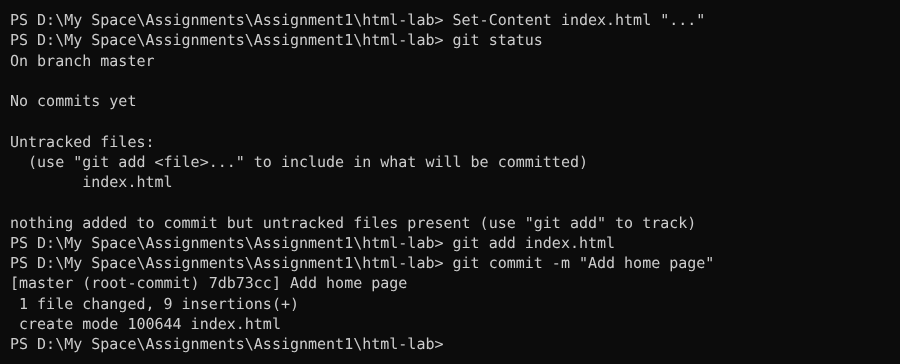 PS D:\My Space\Assignments\Assignment1\html-lab> Set-Content index.html "..."
PS D:\My Space\Assignments\Assignment1\html-lab> git status
On branch master

No commits yet

Untracked files:
  (use "git add <file>..." to include in what will be committed)
        index.html

nothing added to commit but untracked files present (use "git add" to track)
PS D:\My Space\Assignments\Assignment1\html-lab> git add index.html
PS D:\My Space\Assignments\Assignment1\html-lab> git commit -m "Add home page"
[master (root-commit) 7db73cc] Add home page
 1 file changed, 9 insertions(+)
 create mode 100644 index.html
PS D:\My Space\Assignments\Assignment1\html-lab>